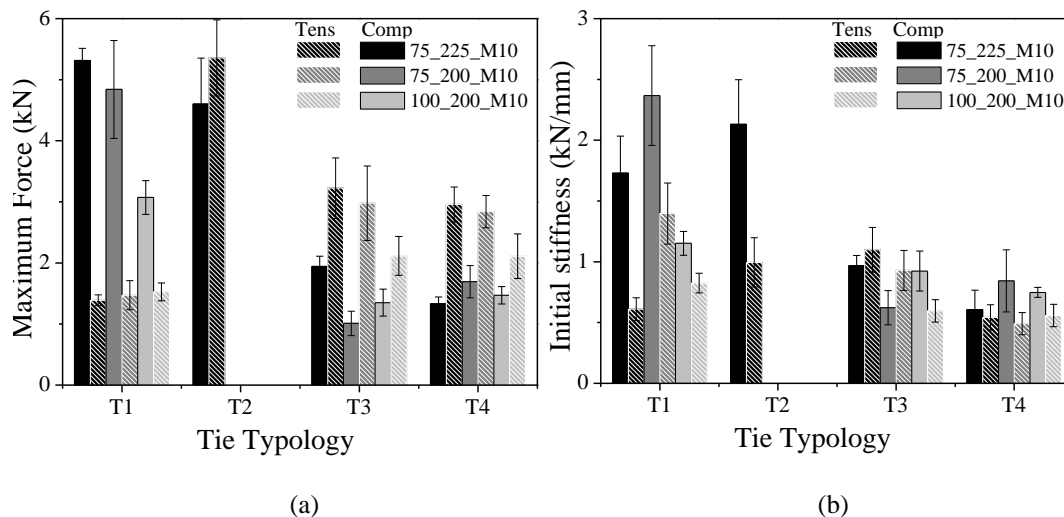 Tens Comp
75_225_M10
75_200_M10
100_200_M10
6
4
2
0
Maximum Force (kN)
T1 T2 T3 T4
Tie Typology
(a)
Tens Comp
75_225_M10
75_200_M10
100_200_M10
3
2
1
0
Initial stiffness (kN/mm)
T1 T2 T3 T4
Tie Typology
(b)